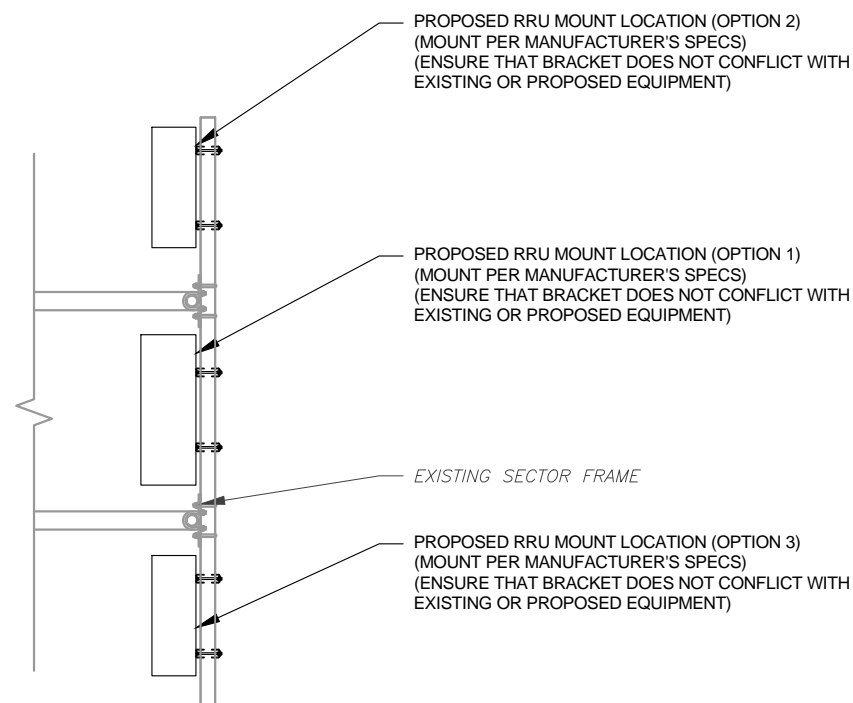 PROPOSED RRU MOUNT LOCATION (OPTION 2)
(MOUNT PER MANUFACTURER'S SPECS)
(ENSURE THAT BRACKET DOES NOT CONFLICT WITH
EXISTING OR PROPOSED EQUIPMENT)
PROPOSED RRU MOUNT LOCATION (OPTION 1)
(MOUNT PER MANUFACTURER'S SPECS)
(ENSURE THAT BRACKET DOES NOT CONFLICT WITH
EXISTING OR PROPOSED EQUIPMENT)
EXISTING SECTOR FRAME
PROPOSED RRU MOUNT LOCATION (OPTION 3)
(MOUNT PER MANUFACTURER'S SPECS)
(ENSURE THAT BRACKET DOES NOT CONFLICT WITH
EXISTING OR PROPOSED EQUIPMENT)